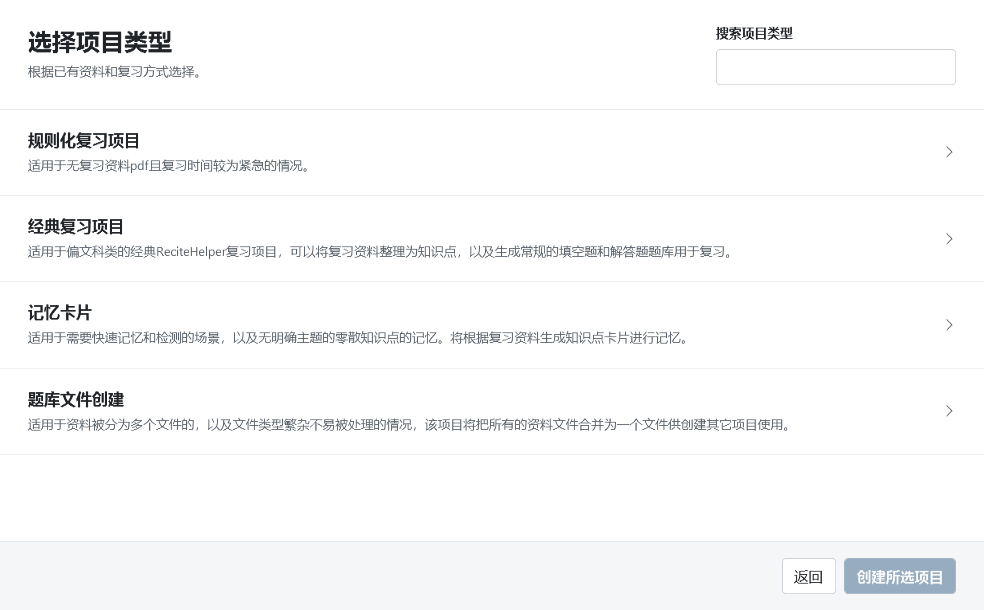 选择项目类型
根据已有资料和复习方式选择。
搜索项目类型
规则化复习项目
适用于无复习资料pdf且复习时间较为紧急的情况。
经典复习项目
适用于偏文科类的经典ReciteHelper复习项目，可以将复习资料整理为知识点，以及生成常规的填空题和解答题题库用于复习。
记忆卡片
适用于需要快速记忆和检测的场景，以及无明确主题的零散知识点的记忆。将根据复习资料生成知识点卡片进行记忆。
题库文件创建
适用于资料被分为多个文件的，以及文件类型繁杂不易被处理的情况，该项目将把所有的资料文件合并为一个文件供创建其它项目使用。
返回
创建所选项目